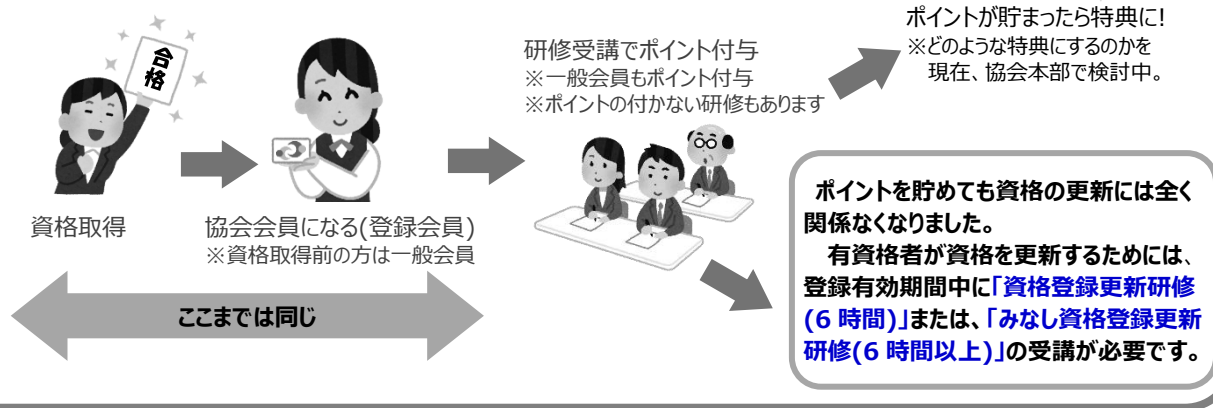 合格
資格取得
協会会員になる(登録会員)
※資格取得前の方は一般会員
ここまでは同じ
研修受講でポイント付与
※一般会員もポイント付与
※ポイントの付かない研修もあります
ポイントが貯まったら特典に!
※どのような特典にするのかを
現在、協会本部で検討中。
ポイントを貯めても資格の更新には全く
関係なくなりました。
有資格者が資格を更新するためには、
登録有効期間中に「資格登録更新研修
(6 時間)」または、「みなし資格登録更新
研修(6 時間以上)」の受講が必要です。